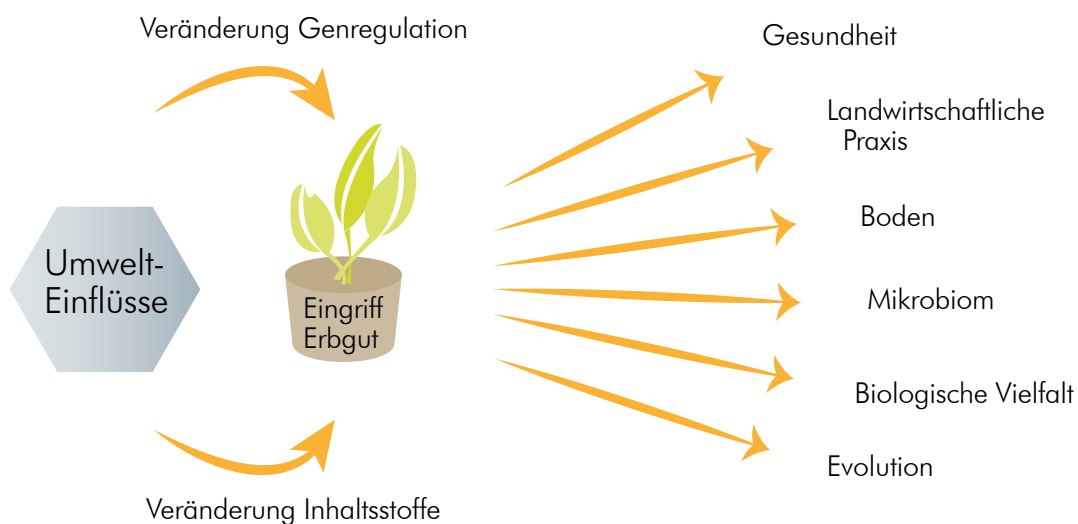 Veränderung Genregulation
Umwelt-
Einflüsse
Eingriff
Erbgut
Veränderung Inhaltsstoffe
Gesundheit
Landwirtschaftliche
Praxis
Boden
Mikrobiom
Biologische Vielfalt
Evolution